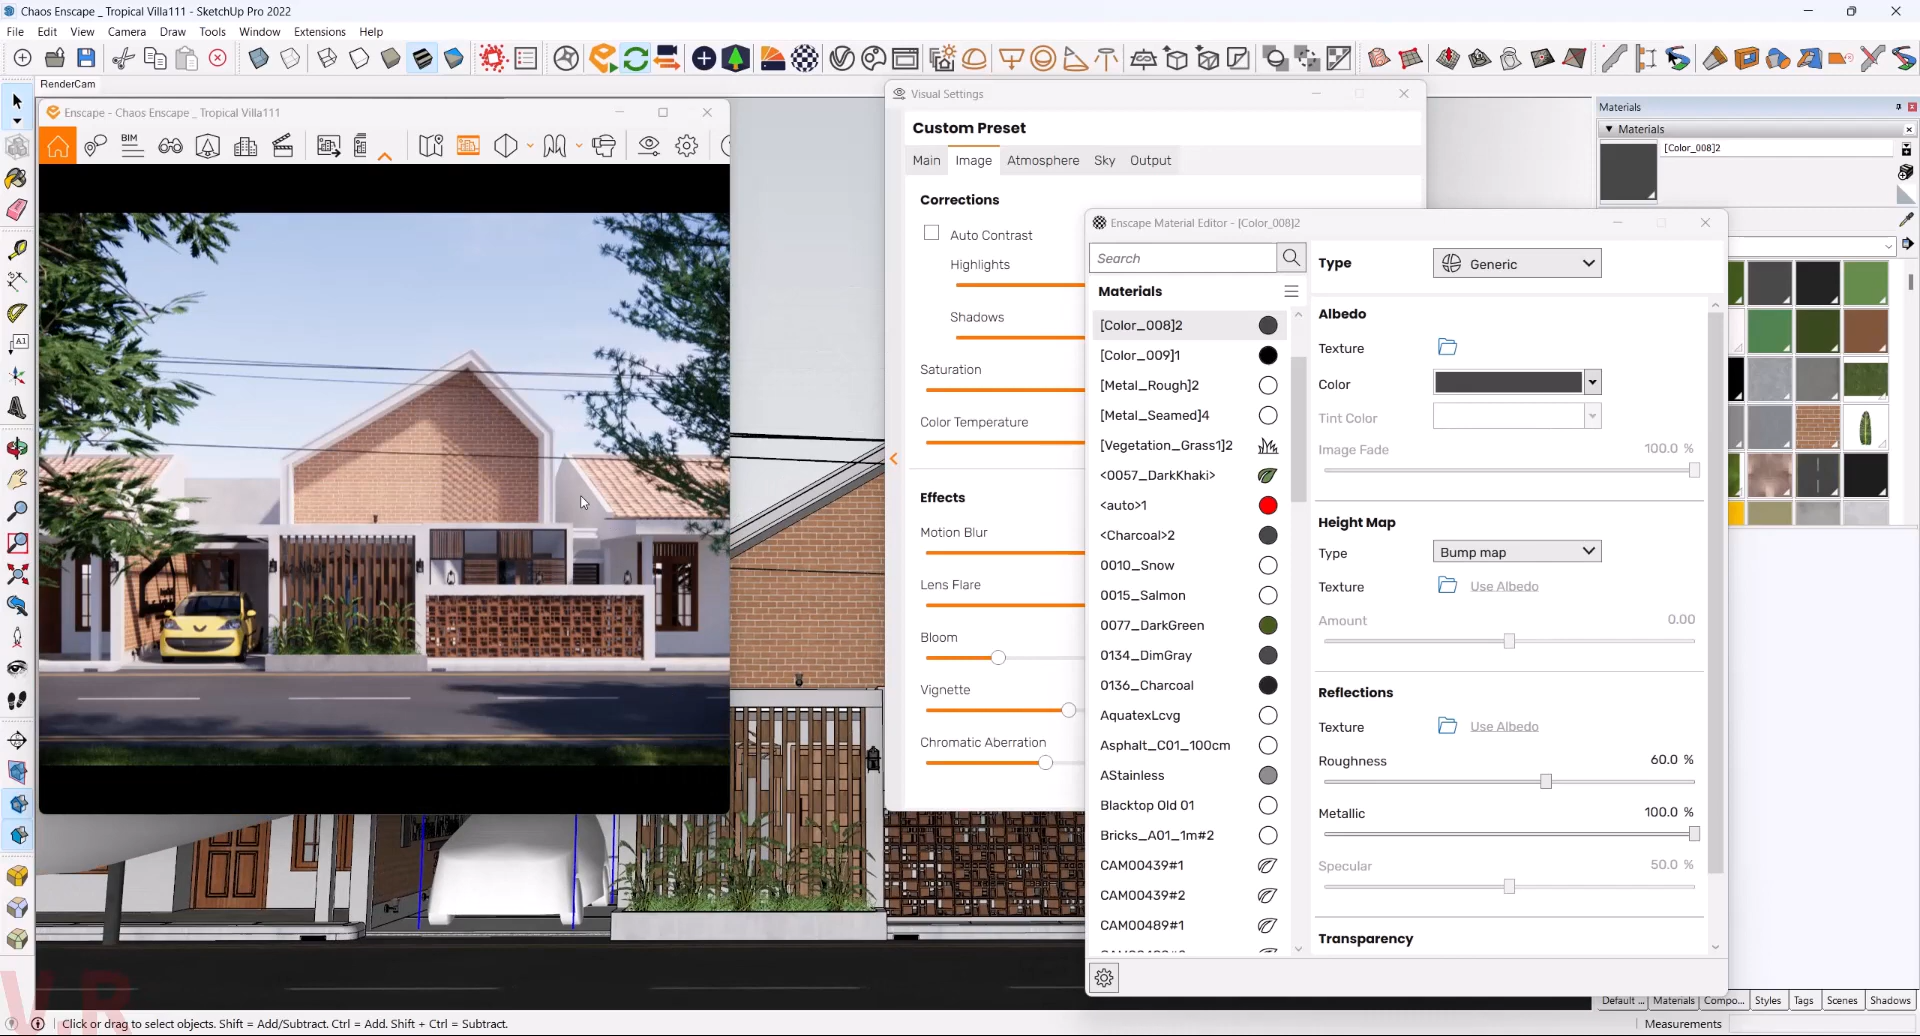 Chaos Enscape _ Tropical Villa111 - SketchUp Pro 2022
File Edit View Camera Draw Tools Window Extensions Help
RenderCam
Enscape - Chaos Enscape _ Tropical Villa111
BIM
A1
Visual Settings
Custom Preset
Main Image Atmosphere Sky Output
Corrections
Auto Contrast
Highlights
Shadows
Saturation
Color Temperature
Effects
Motion Blur
Lens Flare
Bloom
Vignette
Chromatic Aberration
Enscape Material Editor - [Color_008]2
Search
Materials
[Color_008]2
[Color_009]1
[Metal_Rough]2
[Metal_Seamed]4
[Vegetation_Grass1]2
<0057_DarkKhaki>
<auto>1
<Charcoal>2
0010_Snow
0015_Salmon
0077_DarkGreen
0134_DimGray
0136_Charcoal
AquatexLcvg
Asphalt_C01_100cm
AStainless
Blacktop Old 01
Bricks_A01_1m#2
CAM00439#1
CAM00439#2
CAM00489#1
Type Generic
Albedo
Texture
Color
Tint Color
Image Fade 100.0 %
Height Map
Type Bump map
Texture Use Albedo
Amount 0.00
Reflections
Texture Use Albedo
Roughness 60.0 %
Metallic 100.0 %
Specular 50.0 %
Transparency
Materials
Materials
[Color_008]2
Default ... Materials Compo... Styles Tags Scenes Shadows
V.R
Click or drag to select objects. Shift = Add/Subtract. Ctrl = Add. Shift + Ctrl = Subtract.
Measurements